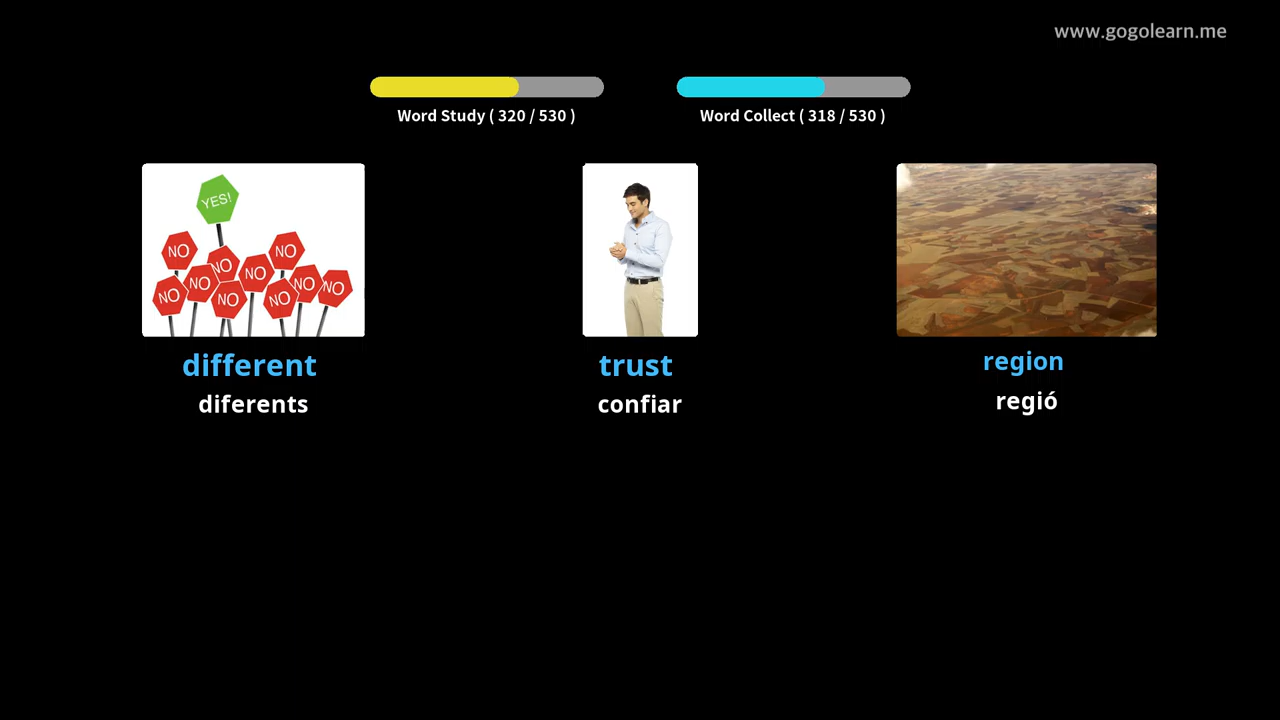 www.gogolearn.me
Word Study ( 320 / 530 )
Word Collect ( 318 / 530 )
YES!
NO
NO
NO
NO
NO
NO
NO
NO
NO
NO
different
trust
region
diferents
confiar
regió